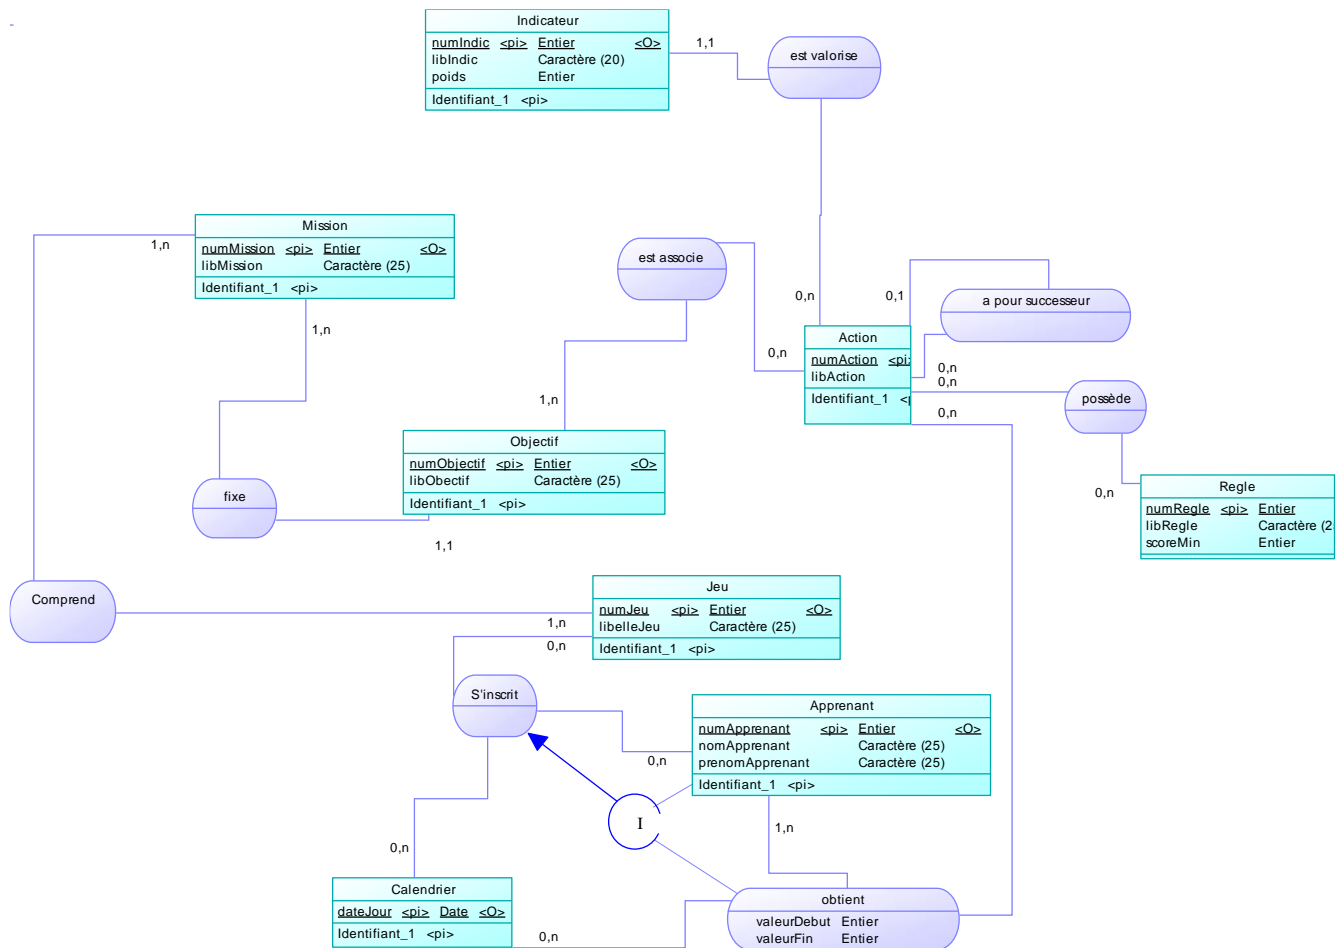 Indicateur
numIndic <pi> Entier <O>
libIndic Caractère (20)
poids Entier
Identifiant_1 <pi>
1,1
est valorise
Mission
numMission <pi> Entier <O>
libMission Caractère (25)
Identifiant_1 <pi>
1,n
1,n
est associe
0,n
0,n
0,1
a pour successeur
Action
numAction <pi>
libAction
Identifiant_1 <p
0,n
0,n
0,n
possède
0,n
1,n
Objectif
numObjectif <pi> Entier <O>
libObectif Caractère (25)
Identifiant_1 <pi>
fixe
1,1
Regle
numRegle <pi> Entier
libRegle Caractère (2
scoreMin Entier
Comprend
Jeu
numJeu <pi> Entier <O>
libelleJeu Caractère (25)
Identifiant_1 <pi>
1,n
0,n
S'inscrit
Apprenant
numApprenant <pi> Entier <O>
nomApprenant Caractère (25)
prenomApprenant Caractère (25)
Identifiant_1 <pi>
0,n
I
1,n
0,n
Calendrier
dateJour <pi> Date <O>
Identifiant_1 <pi>
0,n
obtient
valeurDebut Entier
valeurFin Entier